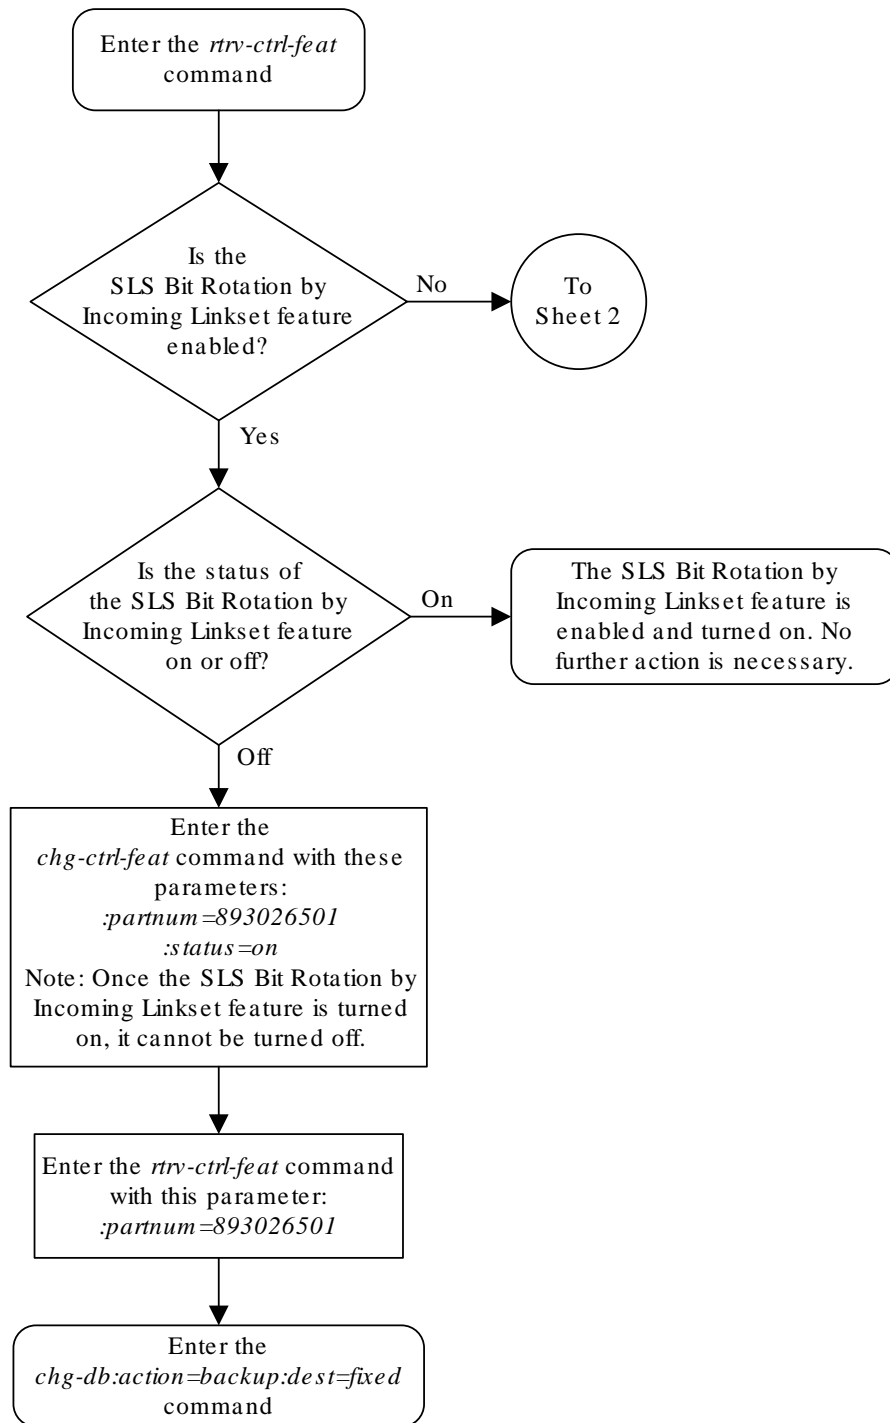 Enter the rtrv-ctrl-feat
command
Is the
SLS Bit Rotation by
Incoming Linkset feature
enabled?
No
To
Sheet 2
Yes
Is the status of
the SLS Bit Rotation by
Incoming Linkset feature
on or off?
On
The SLS Bit Rotation by
Incoming Linkset feature is
enabled and turned on. No
further action is necessary.
Off
Enter the
chg-ctrl-feat command with these
parameters:
:partnum=893026501
:status=on
Note: Once the SLS Bit Rotation by
Incoming Linkset feature is turned
on, it cannot be turned off.
Enter the rtrv-ctrl-feat command
with this parameter:
:partnum=893026501
Enter the
chg-db:action=backup:dest=fixed
command